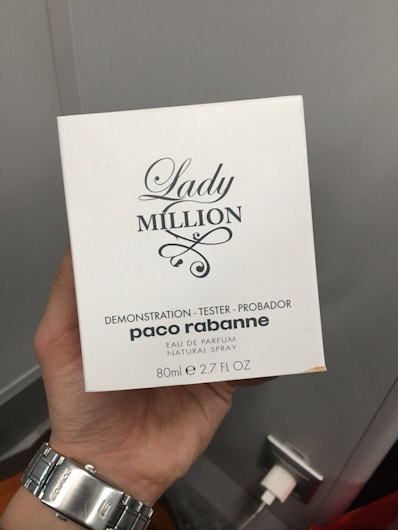 Lady
MILLION
DEMONSTRATION - TESTER - PROBADOR
paco rabanne
EAU DE PARFUM
NATURAL SPRAY
80ml ℮ 2.7 FL OZ